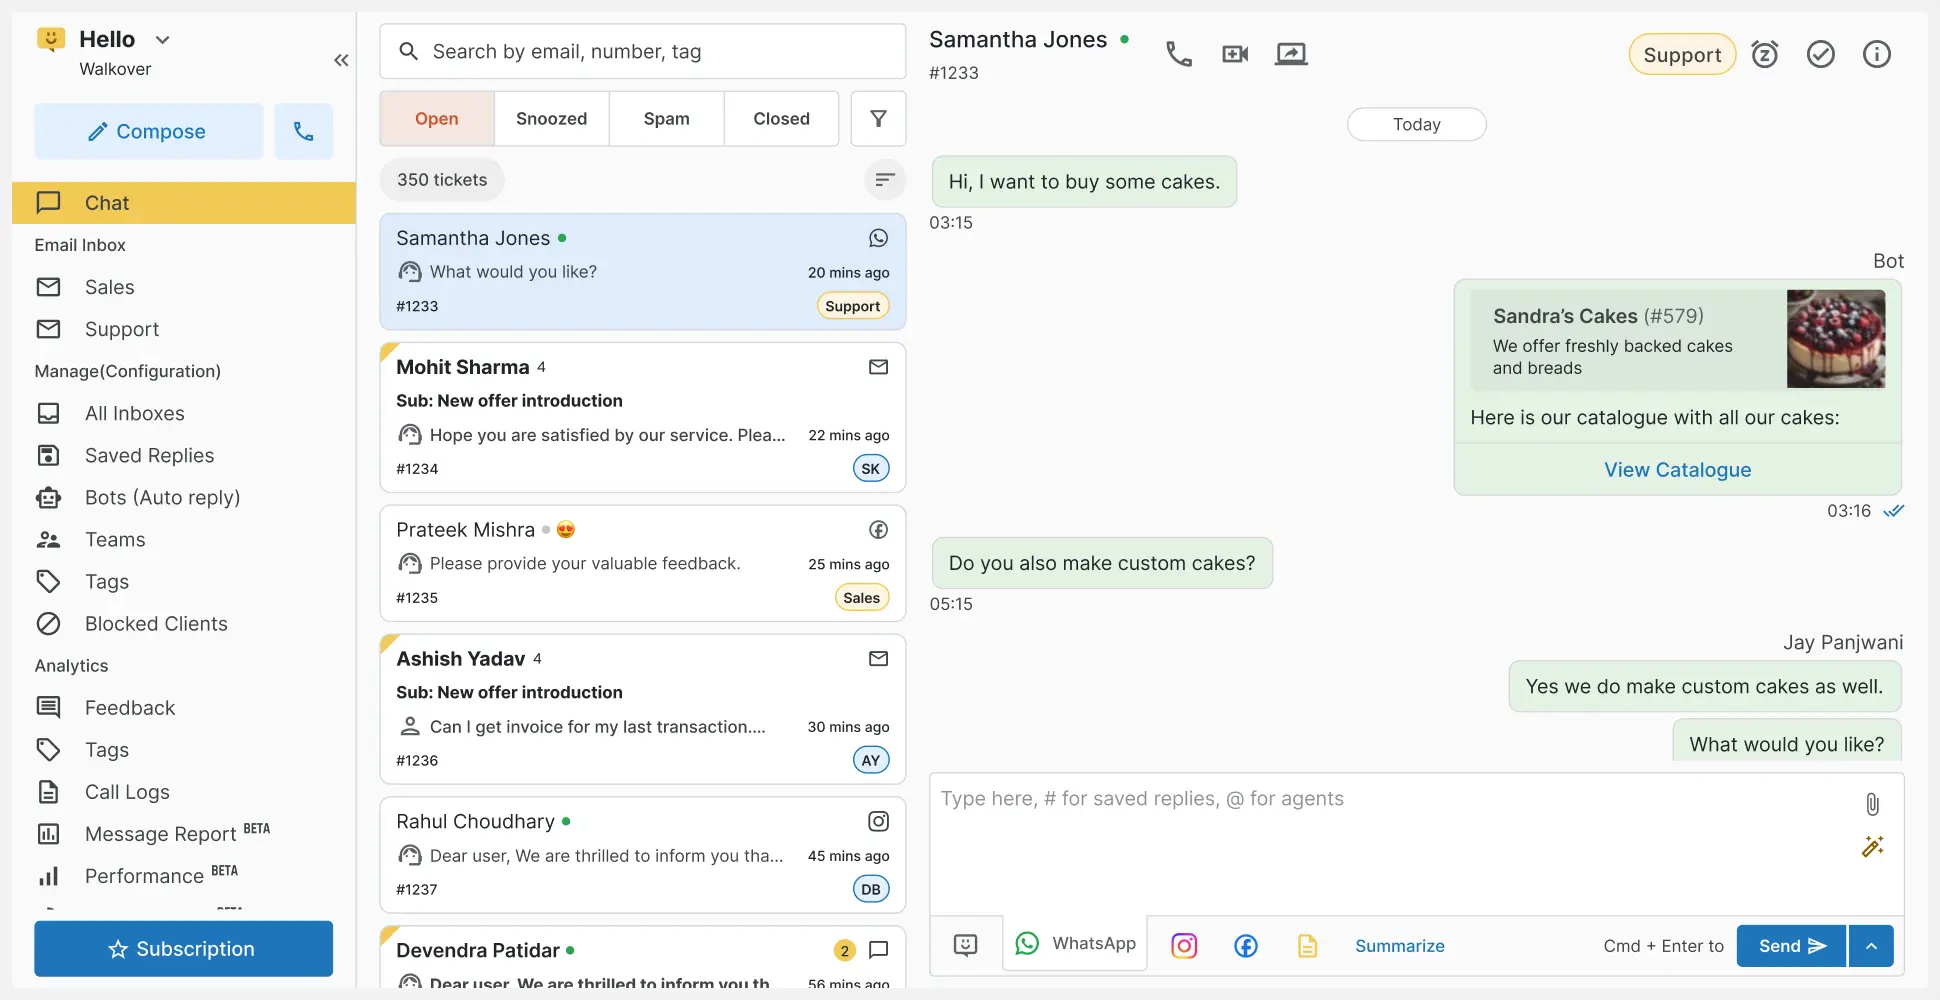 Hello
Walkover
Compose
Chat
Email Inbox
Sales
Support
Manage(Configuration)
All Inboxes
Saved Replies
Bots (Auto reply)
Teams
Tags
Blocked Clients
Analytics
Feedback
Tags
Call Logs
Message Report BETA
Performance BETA
Subscription
Search by email, number, tag
Open Snoozed Spam Closed
350 tickets
Samantha Jones
What would you like? 20 mins ago
#1233 Support
Mohit Sharma 4
Sub: New offer introduction
Hope you are satisfied by our service. Plea... 22 mins ago
#1234 SK
Prateek Mishra
Please provide your valuable feedback. 25 mins ago
#1235 Sales
Ashish Yadav 4
Sub: New offer introduction
Can I get invoice for my last transaction.... 30 mins ago
#1236 AY
Rahul Choudhary
Dear user, We are thrilled to inform you tha... 45 mins ago
#1237 DB
Devendra Patidar 2
Dear user, We are thrilled to inform you th 56 mins ago
Samantha Jones
#1233
Support
Today
Hi, I want to buy some cakes.
03:15
Bot
Sandra’s Cakes (#579)
We offer freshly backed cakes
and breads
Here is our catalogue with all our cakes:
View Catalogue
03:16
Do you also make custom cakes?
05:15
Jay Panjwani
Yes we do make custom cakes as well.
What would you like?
Type here, # for saved replies, @ for agents
WhatsApp Summarize Cmd + Enter to Send